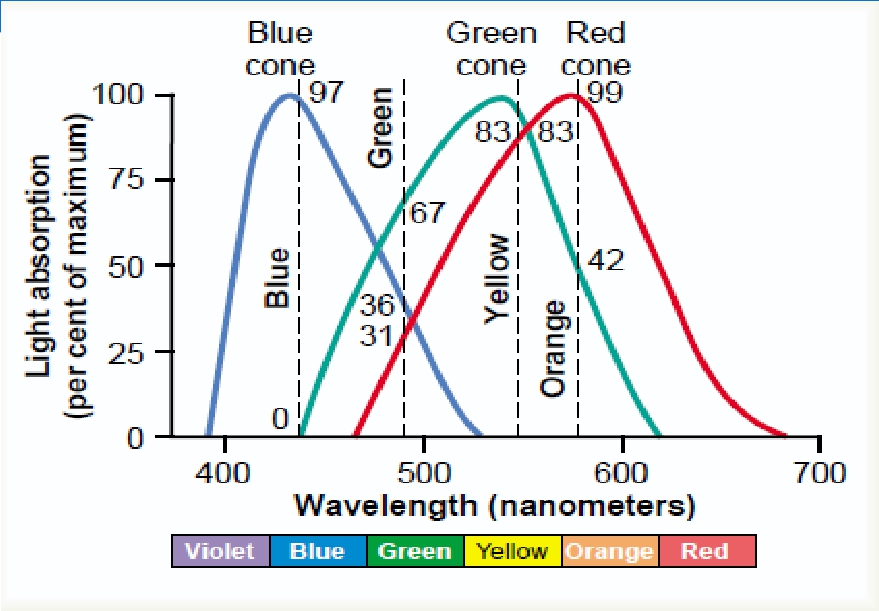 Blue
cone
Green
cone
Red
cone
97
99
83
83
67
42
36
31
0
Blue
Green
Yellow
Orange
Light absorption
(per cent of maximum)
100
75
50
25
0
400
500
600
700
Wavelength (nanometers)
Violet
Blue
Green
Yellow
Orange
Red